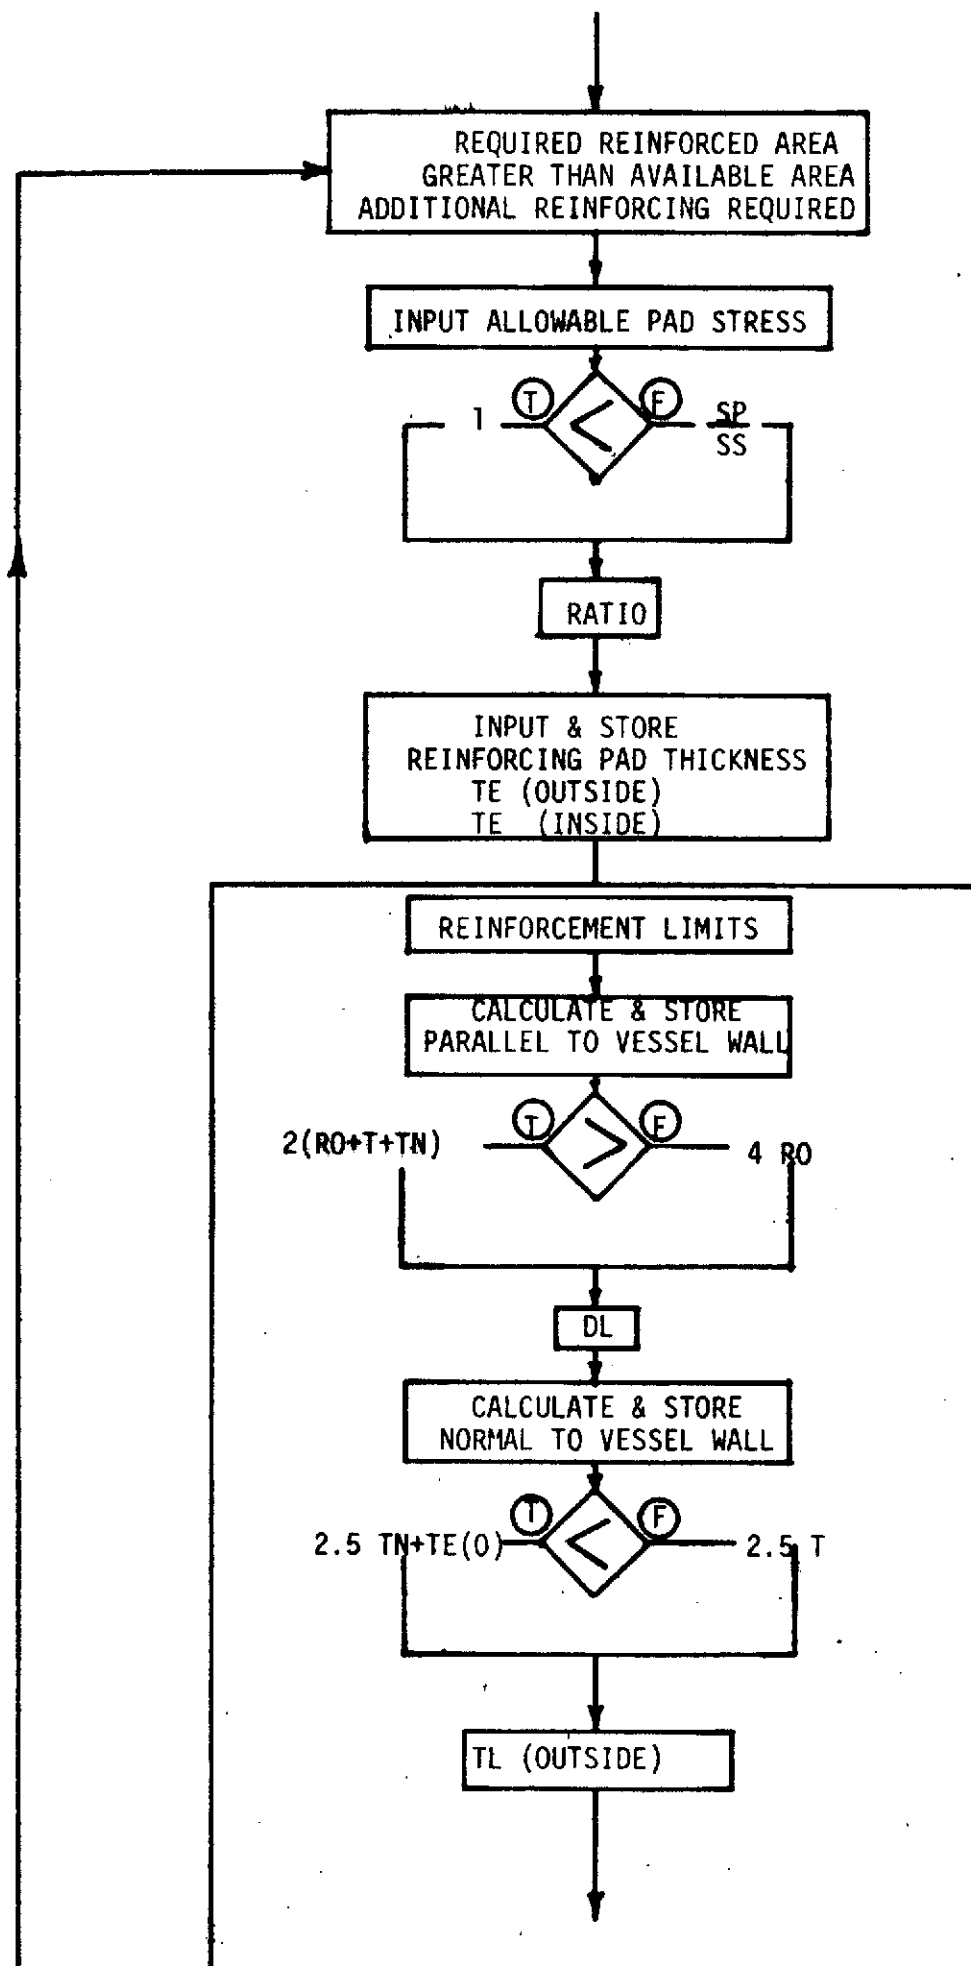 REQUIRED REINFORCED AREA
GREATER THAN AVAILABLE AREA
ADDITIONAL REINFORCING REQUIRED
INPUT ALLOWABLE PAD STRESS
T
F
1
<
SP
SS
RATIO
INPUT & STORE
REINFORCING PAD THICKNESS
TE (OUTSIDE)
TE (INSIDE)
REINFORCEMENT LIMITS
CALCULATE & STORE
PARALLEL TO VESSEL WALL
T
F
2(RO+T+TN)
>
4 RO
DL
CALCULATE & STORE
NORMAL TO VESSEL WALL
T
F
2.5 TN+TE(O)
<
2.5 T
TL (OUTSIDE)